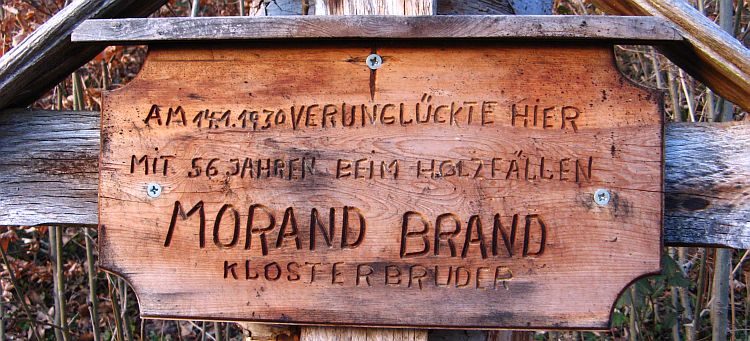 AM 14.1.1930 VERUNGLÜCKTE HIER
MIT 56 JAHREN BEIM HOLZFÄLLEN
MORAND BRAND
KLOSTERBRUDER